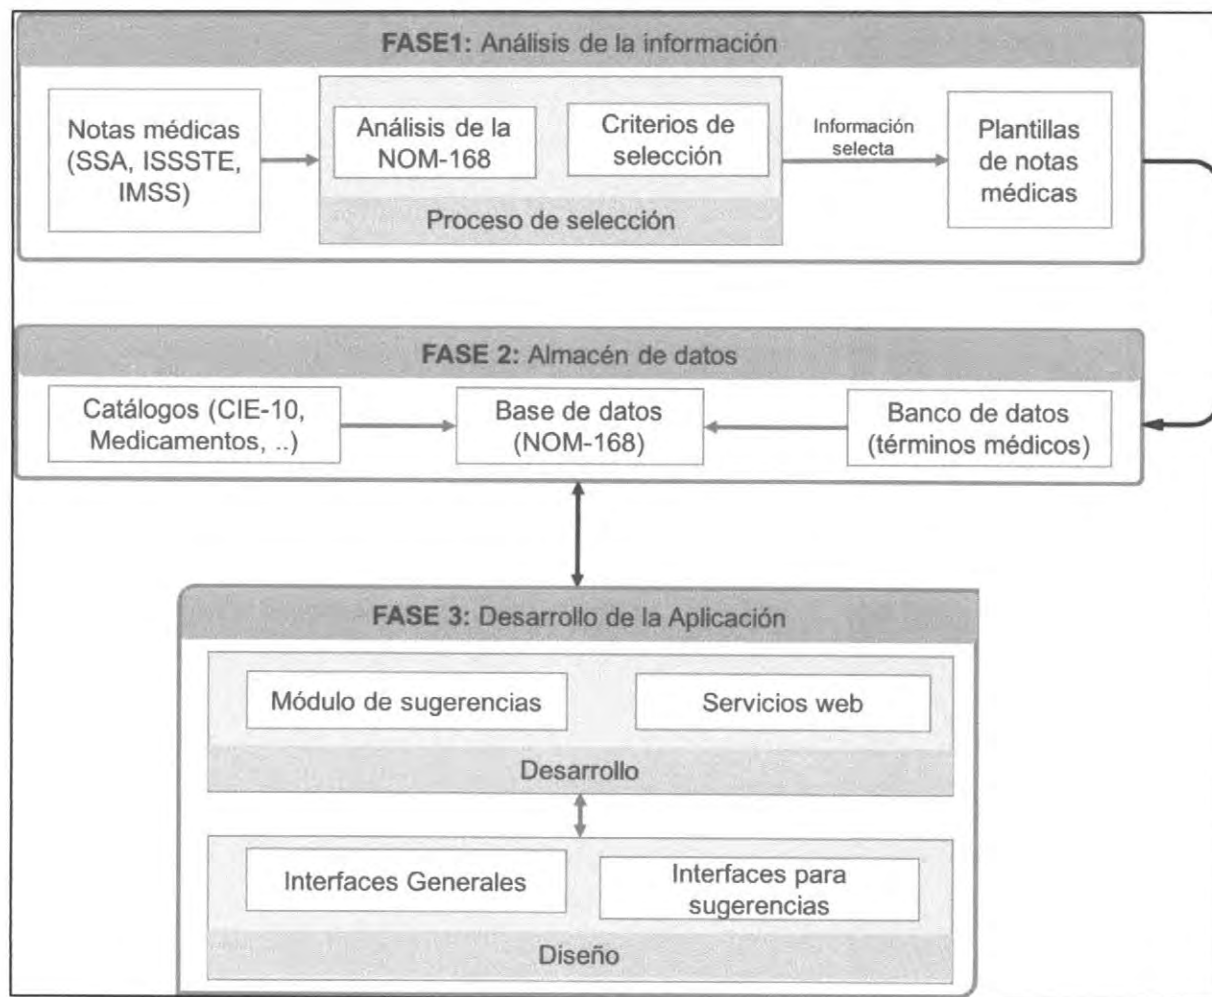 FASE1: Análisis de la información
Notas médicas
(SSA, ISSSTE,
IMSS)
Análisis de la
NOM-168
Criterios de
selección
Proceso de selección
Información
selecta
Plantillas
de notas
médicas
FASE 2: Almacén de datos
Catálogos (CIE-10,
Medicamentos, ..)
Base de datos
(NOM-168)
Banco de datos
(términos médicos)
FASE 3: Desarrollo de la Aplicación
Módulo de sugerencias
Servicios web
Desarrollo
Interfaces Generales
Interfaces para
sugerencias
Diseño